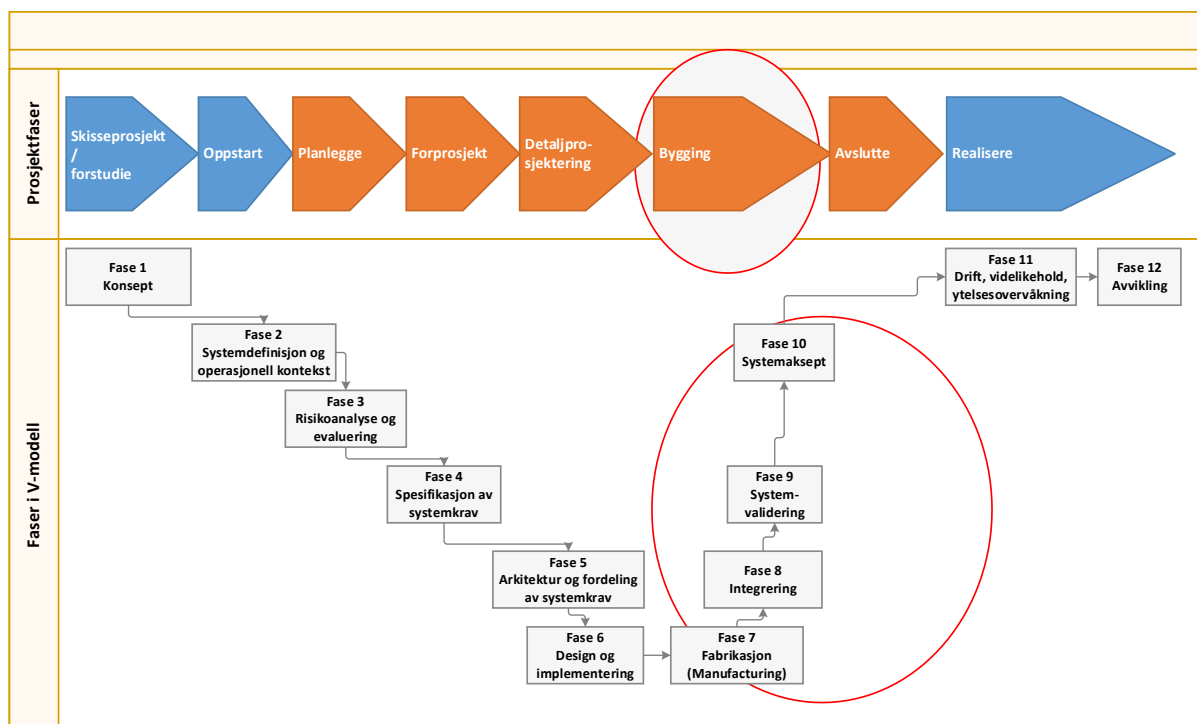 Prosjektfaser
Skisseprosjekt
/
forstudie
Oppstart
Planlegge
Forprosjekt
Detaljpro-
sjektering
Bygging
Avslutte
Realisere
Faser i V-modell
Fase 1
Konsept
Fase 2
Systemdefinisjon og
operasjonell kontekst
Fase 3
Risikoanalyse og
evaluering
Fase 4
Spesifikasjon av
systemkrav
Fase 5
Arkitektur og fordeling
av systemkrav
Fase 6
Design og
implementering
Fase 7
Fabrikasjon
(Manufacturing)
Fase 8
Integrering
Fase 9
System-
validering
Fase 10
Systemaksept
Fase 11
Drift, videlikehold,
ytelsesovervåkning
Fase 12
Avvikling